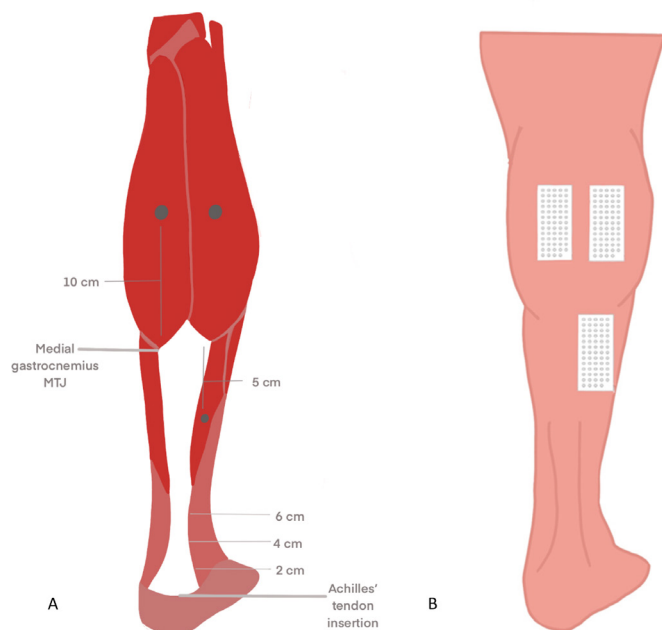 10 cm
Medial
gastrocnemius
MTJ
5 cm
6 cm
4 cm
2 cm
Achilles’
tendon
insertion
A
B